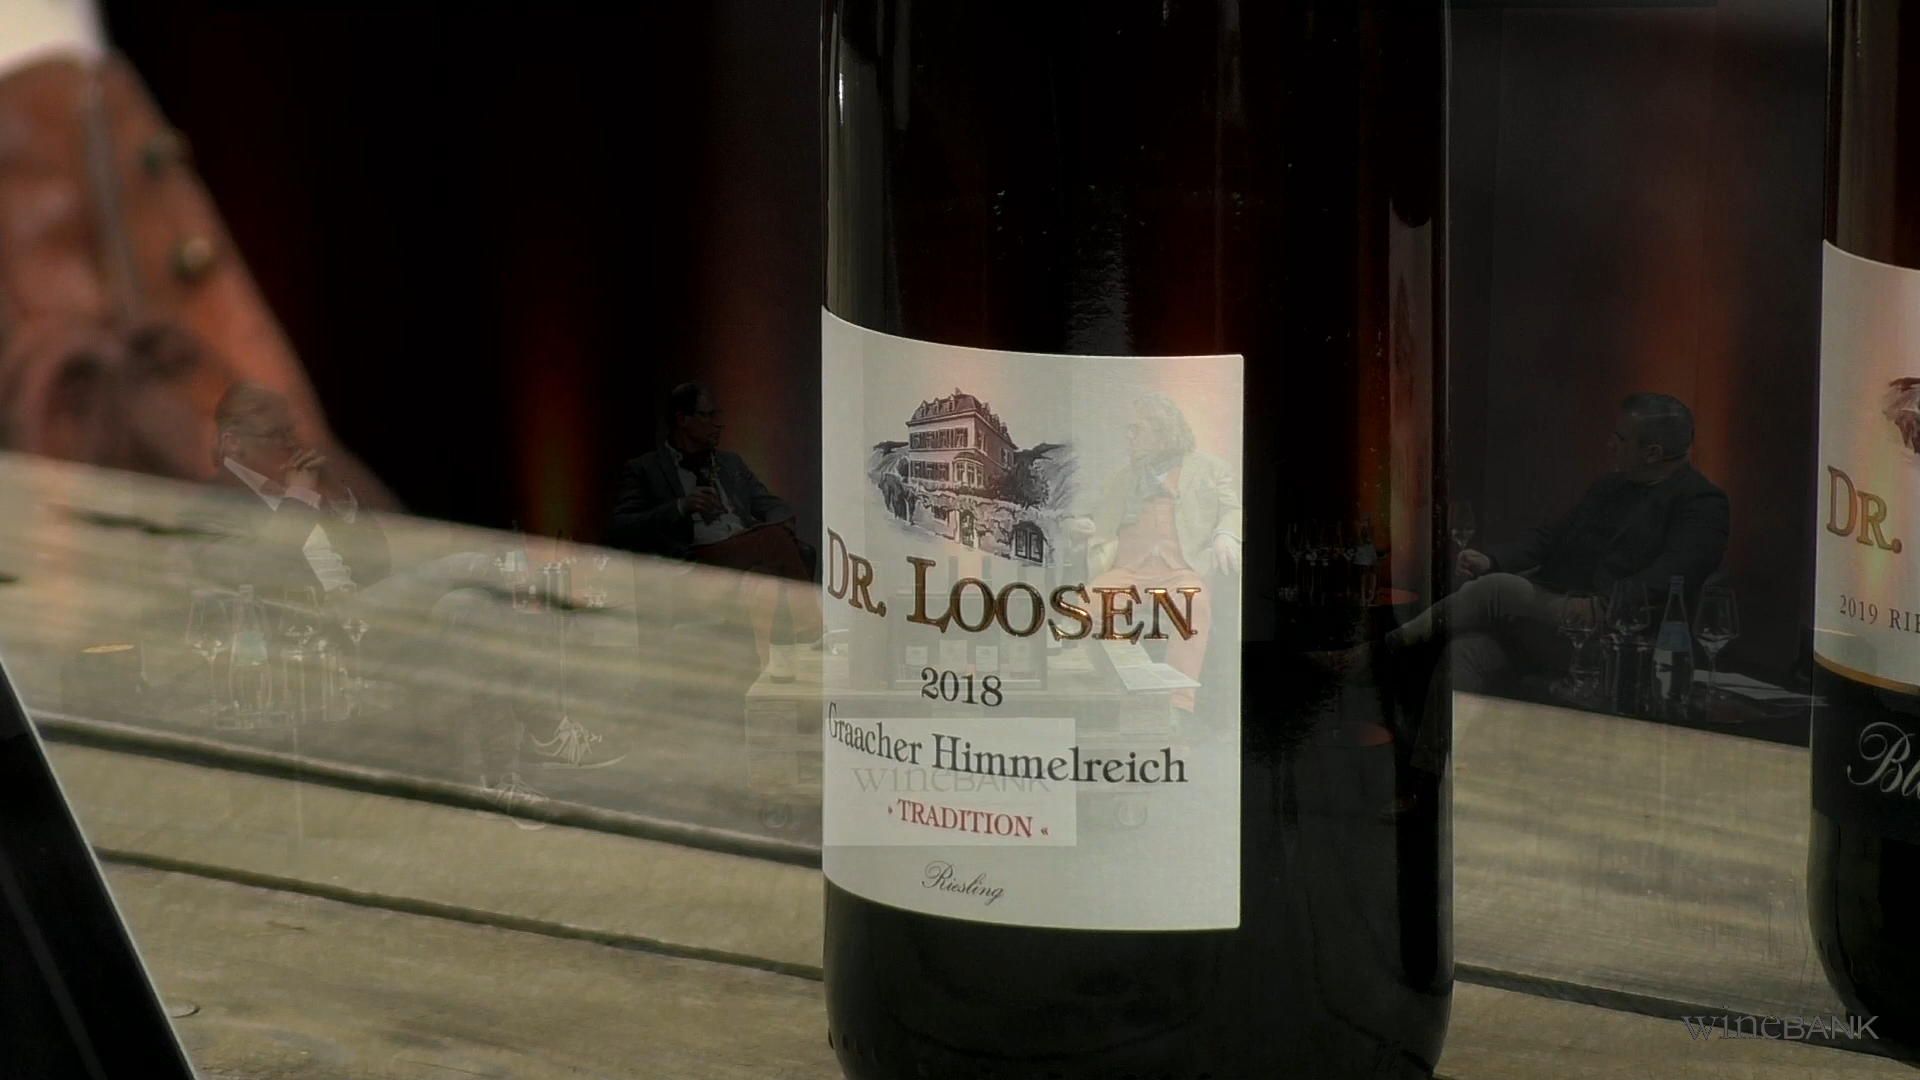 DR. LOOSEN
2018
Graacher Himmelreich
wineBANK
» TRADITION «
Riesling
DR.
2019
wineBANK